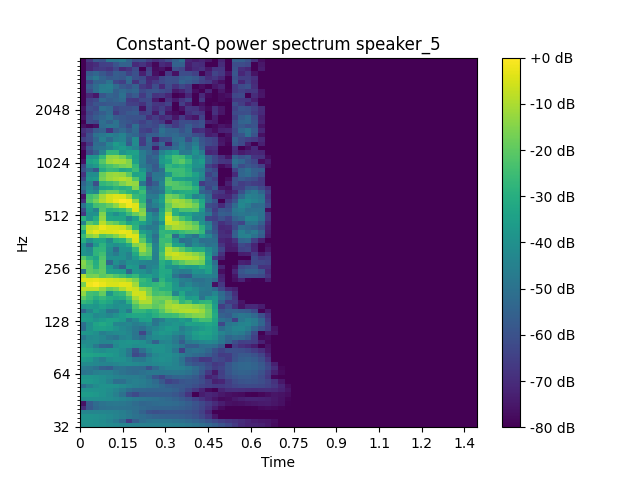 Constant-Q power spectrum speaker_5
Hz
2048
1024
512
256
128
64
32
0 0.15 0.3 0.45 0.6 0.75 0.9 1.1 1.2 1.4
Time
+0 dB
-10 dB
-20 dB
-30 dB
-40 dB
-50 dB
-60 dB
-70 dB
-80 dB